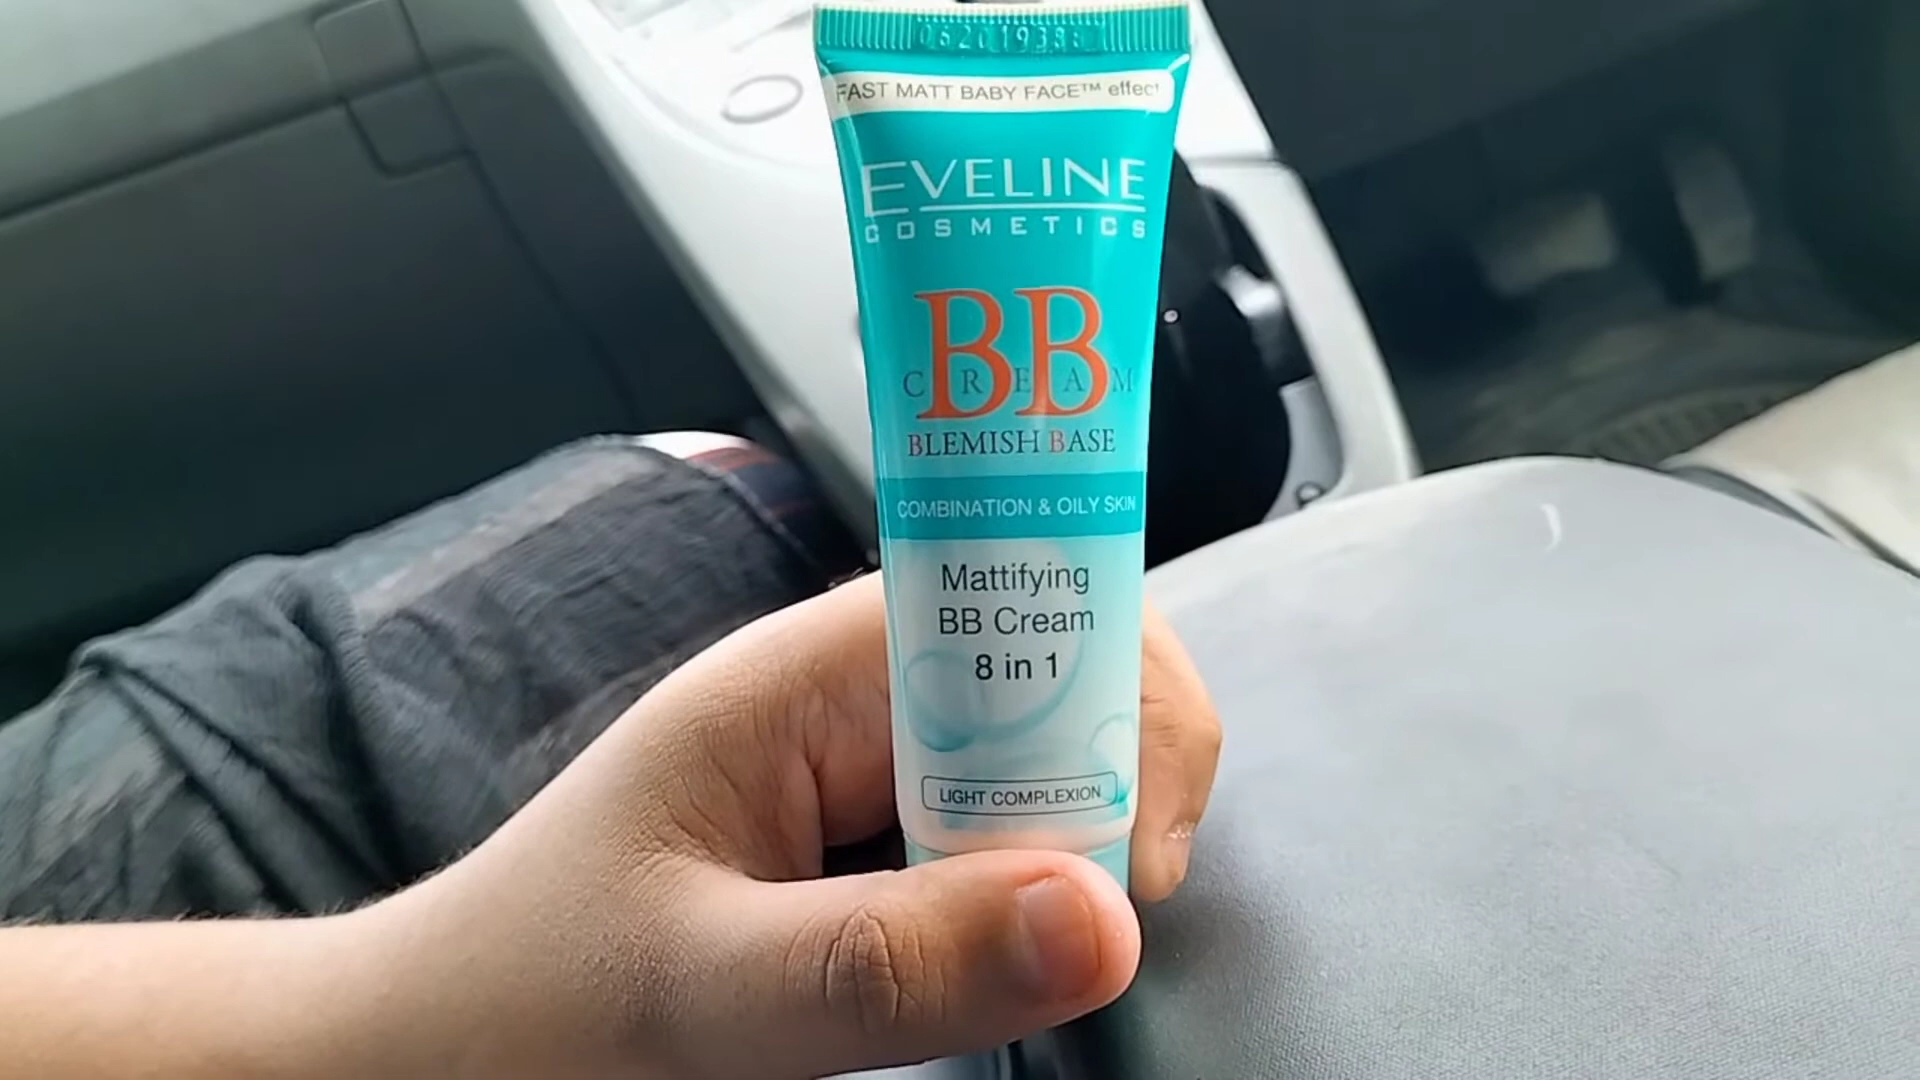 062019388
FAST MATT BABY FACE™ effect
EVELINE
COSMETICS
BB
CREAM
BLEMISH BASE
COMBINATION & OILY SKIN
Mattifying
BB Cream
8 in 1
LIGHT COMPLEXION